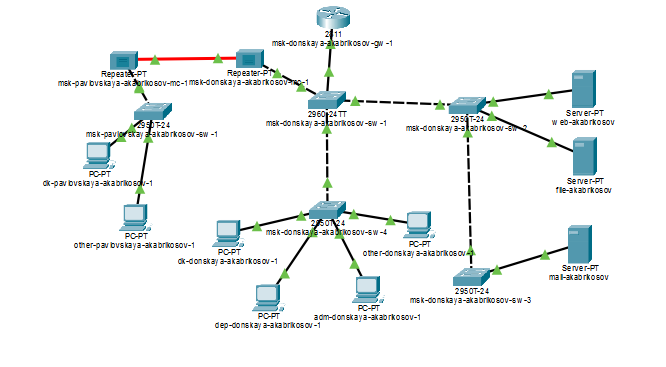 2811
msk-donskaya-akabrikosov-gw-1
Repeater-PT
msk-pavlovskaya-akabrikosov-mc-1
Repeater-PT
msk-donskaya-akabrikosov-mc-1
2950T-24
msk-pavlovskaya-akabrikosov-sw-1
2960-24TT
msk-donskaya-akabrikosov-sw-1
2950T-24
msk-donskaya-akabrikosov-sw-2
Server-PT
web-akabrikosov
Server-PT
file-akabrikosov
PC-PT
dk-pavlovskaya-akabrikosov-1
PC-PT
other-pavlovskaya-akabrikosov-1
2950T-24
msk-donskaya-akabrikosov-sw-4
PC-PT
dk-donskaya-akabrikosov-1
PC-PT
other-donskaya-akabrikosov-1
PC-PT
dep-donskaya-akabrikosov-1
PC-PT
adm-donskaya-akabrikosov-1
2950T-24
msk-donskaya-akabrikosov-sw-3
Server-PT
mail-akabrikosov